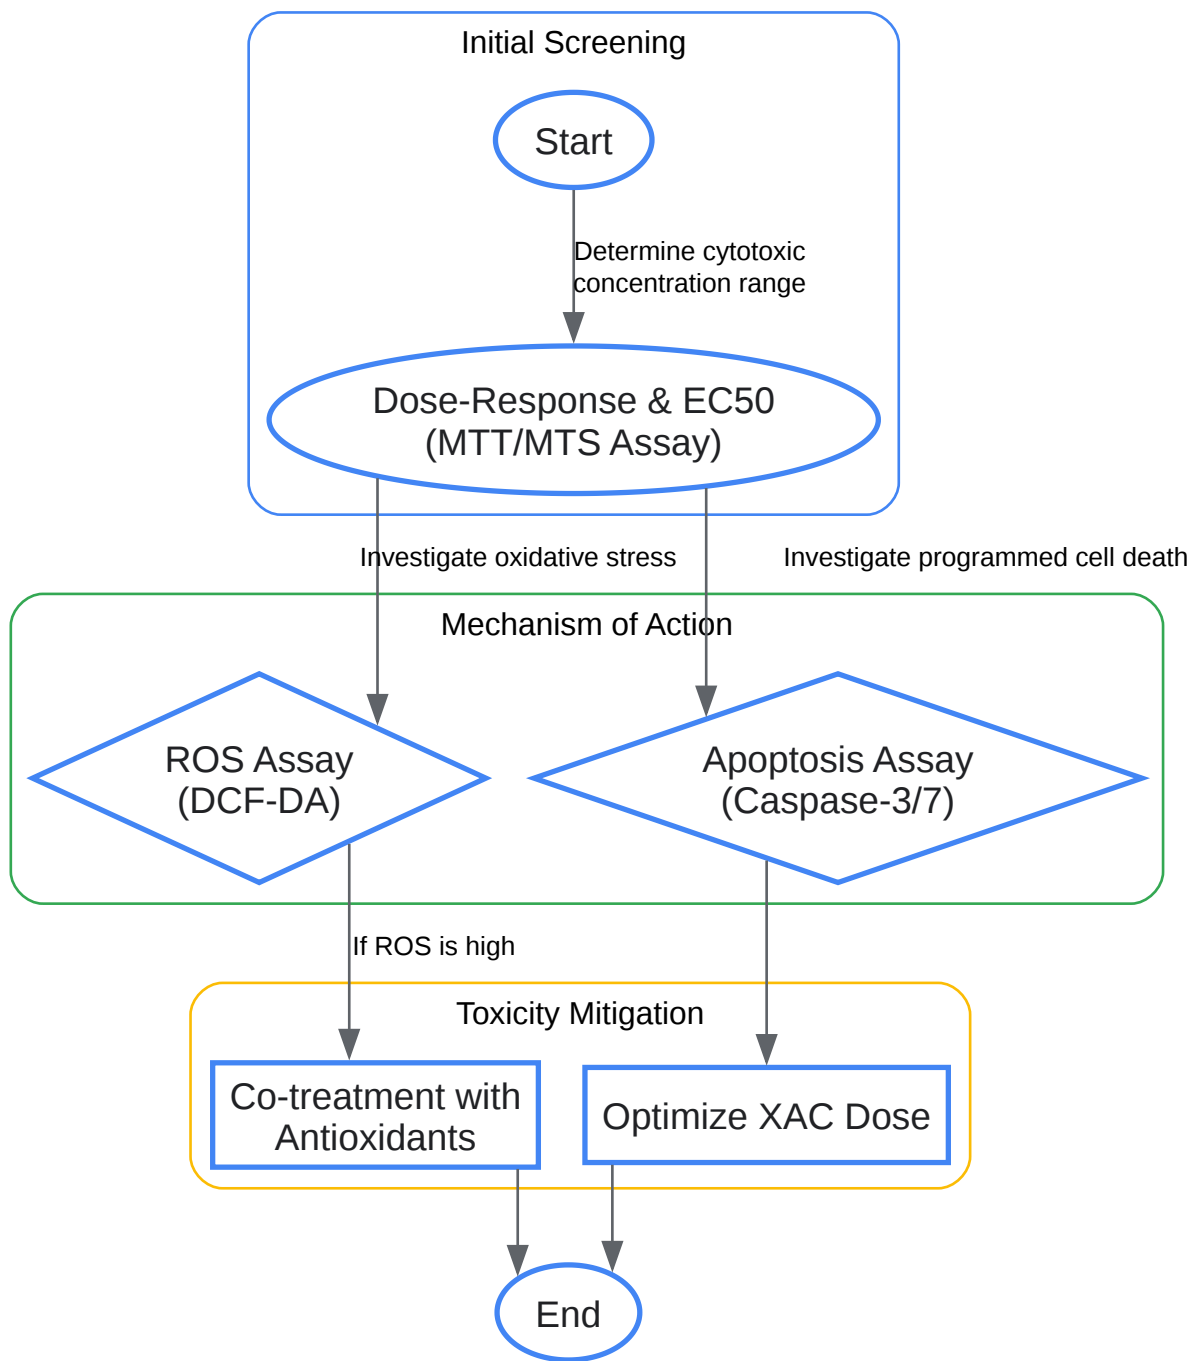 Initial Screening
Start
Determine cytotoxic
concentration range
Dose-Response & EC50
(MTT/MTS Assay)
Investigate oxidative stress
Investigate programmed cell death
Mechanism of Action
ROS Assay
(DCF-DA)
Apoptosis Assay
(Caspase-3/7)
If ROS is high
Toxicity Mitigation
Co-treatment with
Antioxidants
Optimize XAC Dose
End